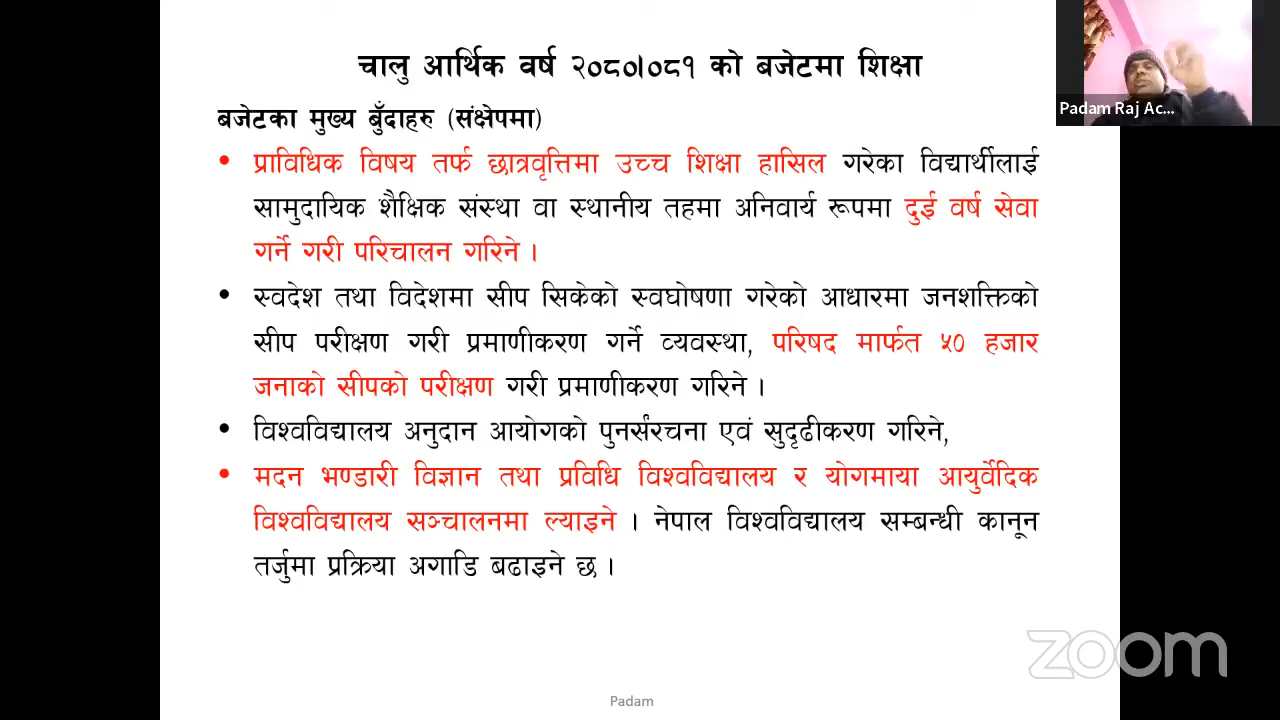 चालु आर्थिक वर्ष २०८०।०८१ को बजेटमा शिक्षा
बजेटका मुख्य बुँदाहरु (संक्षेपमा)
• प्राविधिक विषय तर्फ छात्रवृत्तिमा उच्च शिक्षा हासिल गरेका विद्यार्थीलाई
सामुदायिक शैक्षिक संस्था वा स्थानीय तहमा अनिवार्य रूपमा दुई वर्ष सेवा
गर्ने गरी परिचालन गरिने ।
• स्वदेश तथा विदेशमा सीप सिकेको स्वघोषणा गरेको आधारमा जनशक्तिको
सीप परीक्षण गरी प्रमाणीकरण गर्ने व्यवस्था, परिषद मार्फत ५० हजार
जनाको सीपको परीक्षण गरी प्रमाणीकरण गरिने ।
• विश्वविद्यालय अनुदान आयोगको पुनर्संरचना एवं सुदृढीकरण गरिने,
• मदन भण्डारी विज्ञान तथा प्रविधि विश्वविद्यालय र योगमाया आयुर्वेदिक
विश्वविद्यालय सञ्चालनमा ल्याइने । नेपाल विश्वविद्यालय सम्बन्धी कानून
तर्जुमा प्रक्रिया अगाडि बढाइने छ ।
Padam
Padam Raj Ac...
zoom